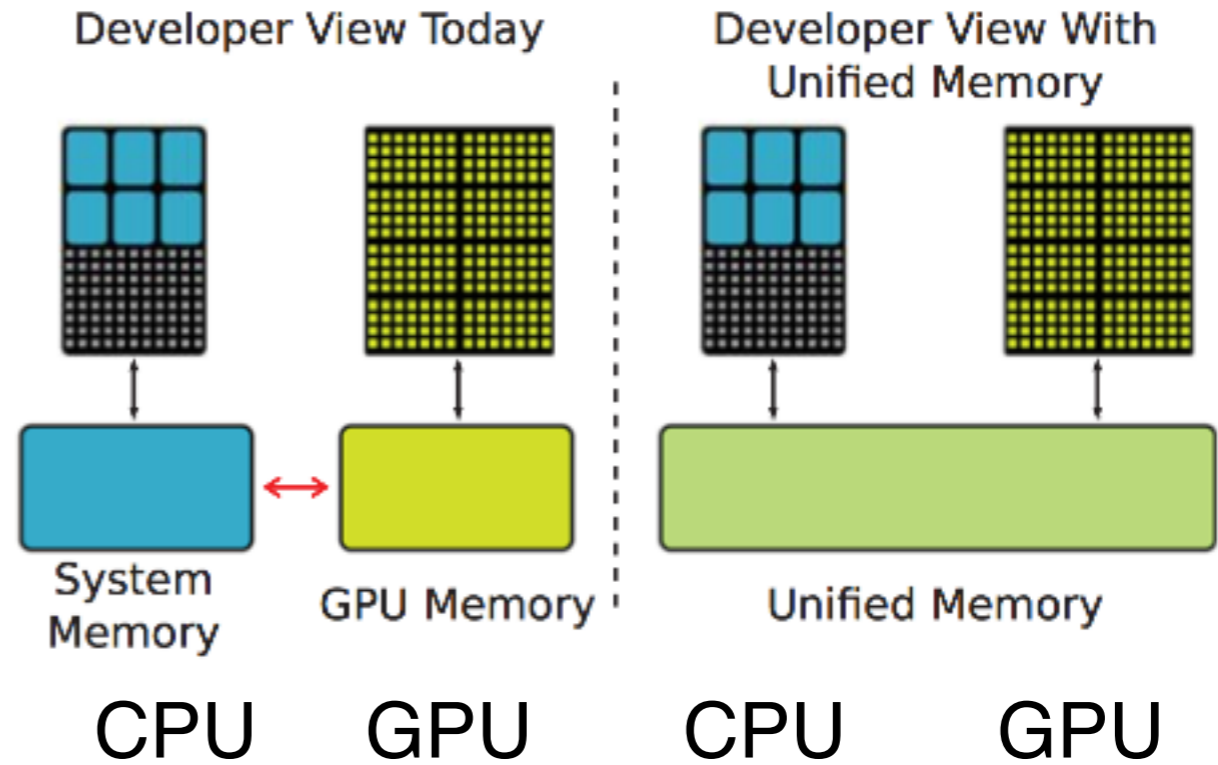 Developer View Today
Developer View With
Unified Memory
System
Memory
GPU Memory
Unified Memory
CPU
GPU
CPU
GPU